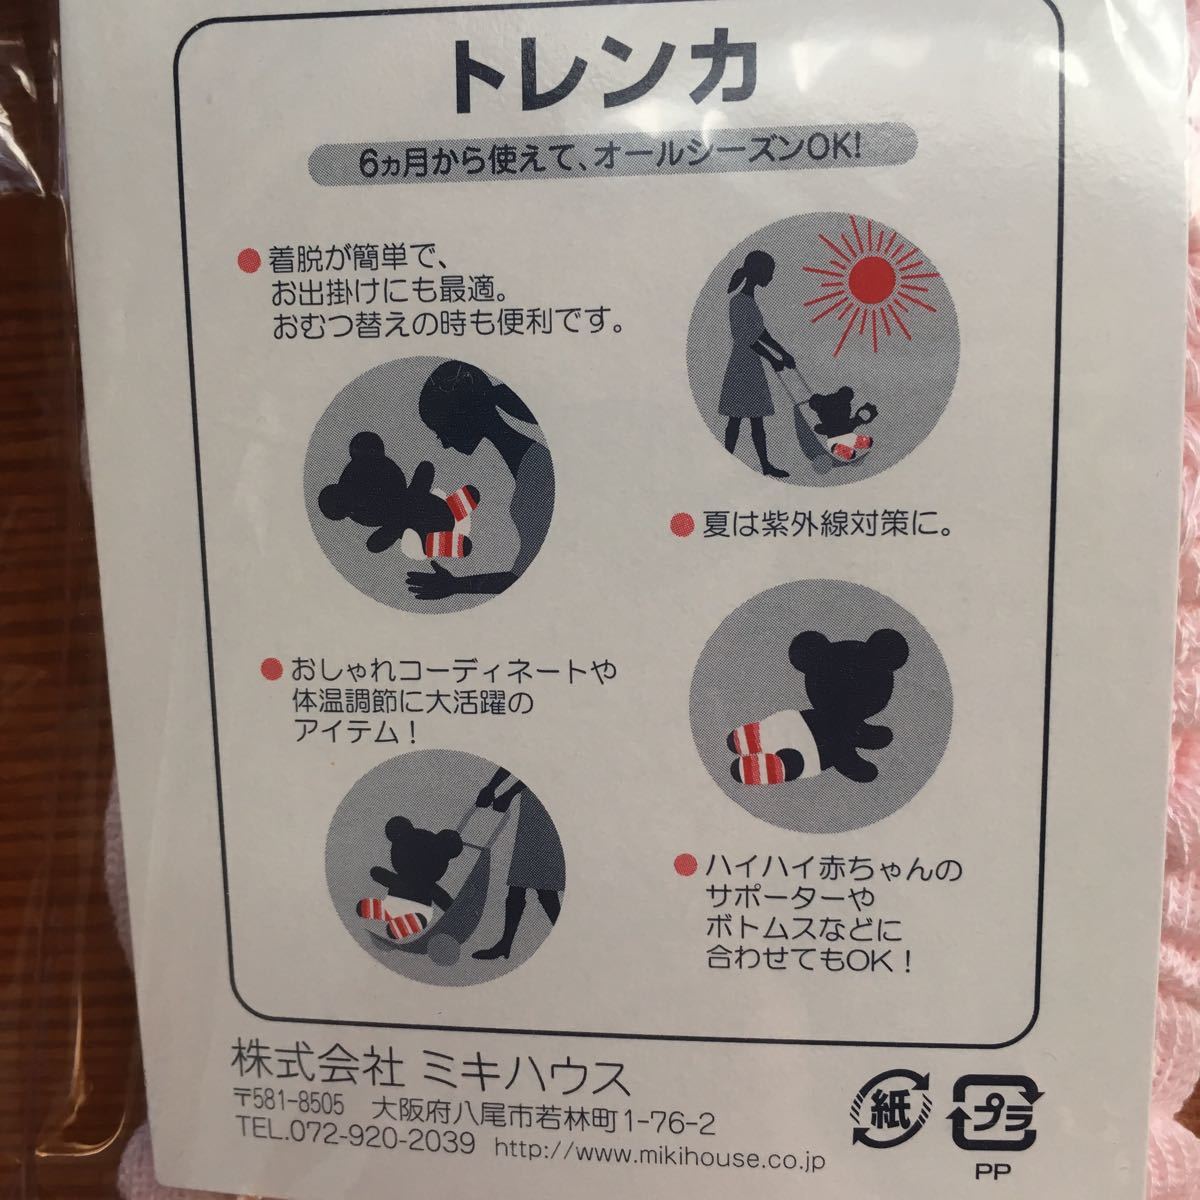 トレンカ
6ヵ月から使えて、オールシーズンOK!
着脱が簡単で、
お出掛けにも最適。
おむつ替えの時も便利です。
夏は紫外線対策に。
おしゃれコーディネートや
体温調節に大活躍の
アイテム！
ハイハイ赤ちゃんの
サポーターや
ボトムスなどに
合わせてもOK！
株式会社 ミキハウス
〒581-8505 大阪府八尾市若林町1-76-2
TEL.072-920-2039 http://www.mikihouse.co.jp
紙
プラ
PP